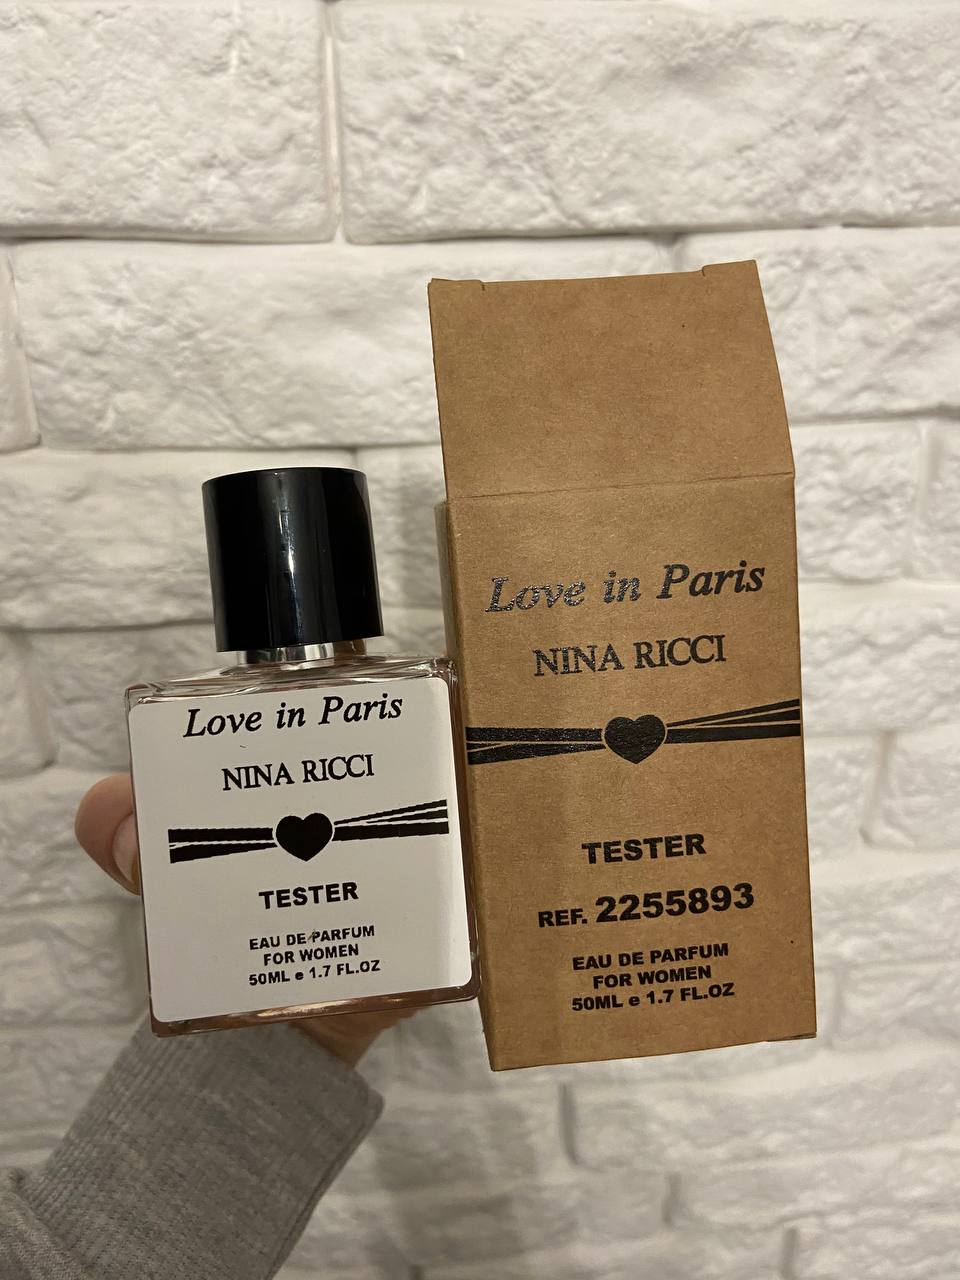 Love in Paris
NINA RICCI
TESTER
EAU DE PARFUM
FOR WOMEN
50ML e 1.7 FL.OZ
Love in Paris
NINA RICCI
TESTER
REF. 2255893
EAU DE PARFUM
FOR WOMEN
50ML e 1.7 FL.OZ